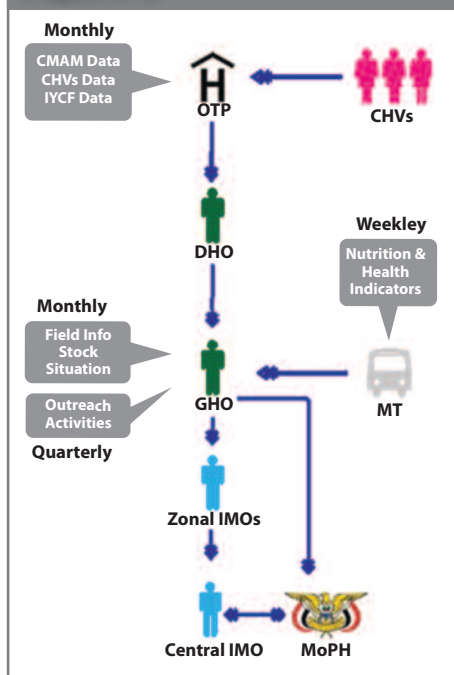 Monthly
CMAM Data
CHVs Data
IYCF Data
H
OTP
CHVs
DHO
Weekley
Nutrition &
Health
Indicators
Monthly
Field Info
Stock
Situation
GHO
MT
Outreach
Activities
Quarterly
Zonal IMOs
Central IMO
MoPH